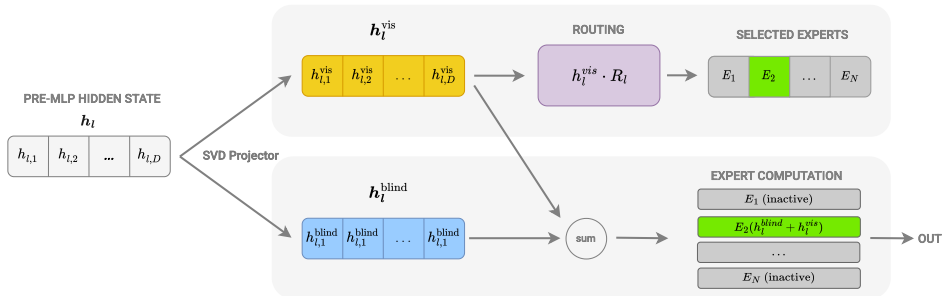 PRE-MLP HIDDEN STATE
h_l
h_{l,1} h_{l,2} ... h_{l,D}
SVD Projector
h_l^{vis}
h_{l,1}^{vis} h_{l,2}^{vis} ... h_{l,D}^{vis}
ROUTING
h_l^{vis} · R_l
SELECTED EXPERTS
E_1 E_2 ... E_N
h_l^{blind}
h_{l,1}^{blind} h_{l,1}^{blind} ... h_{l,1}^{blind}
sum
EXPERT COMPUTATION
E_1 (inactive)
E_2(h_l^{blind} + h_l^{vis})
...
E_N (inactive)
OUT